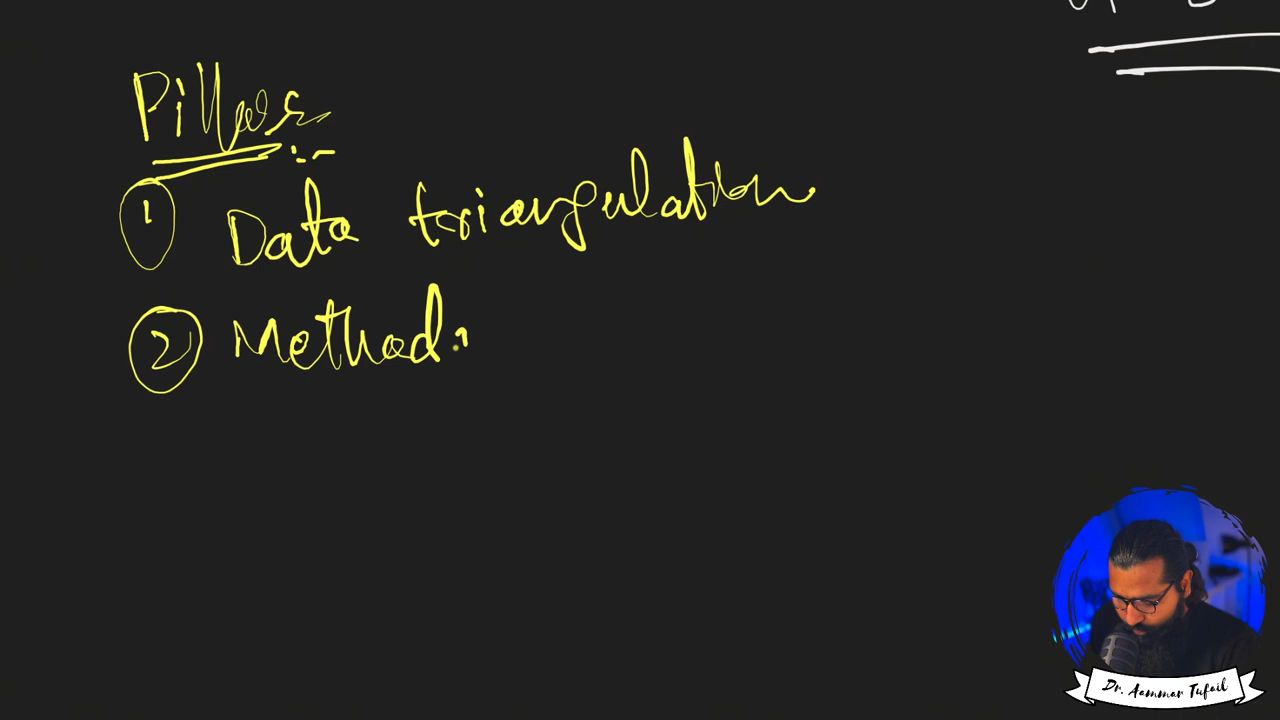 Pillars :-
1 Data triangulation
2 Method
Dr. Aammar Tufail